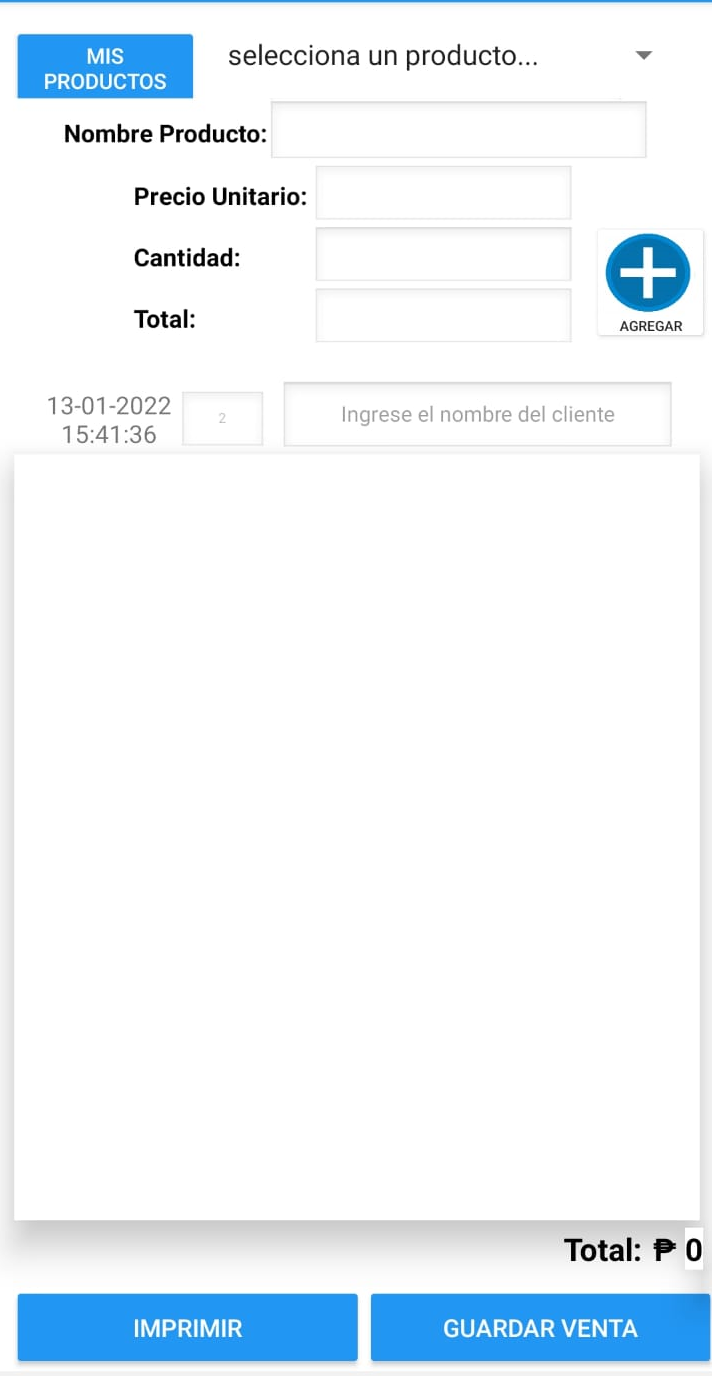 MIS
PRODUCTOS
selecciona un producto...
Nombre Producto:
Precio Unitario:
Cantidad:
Total:
AGREGAR
13-01-2022
15:41:36
2
Ingrese el nombre del cliente
Total: ₱ 0
IMPRIMIR
GUARDAR VENTA